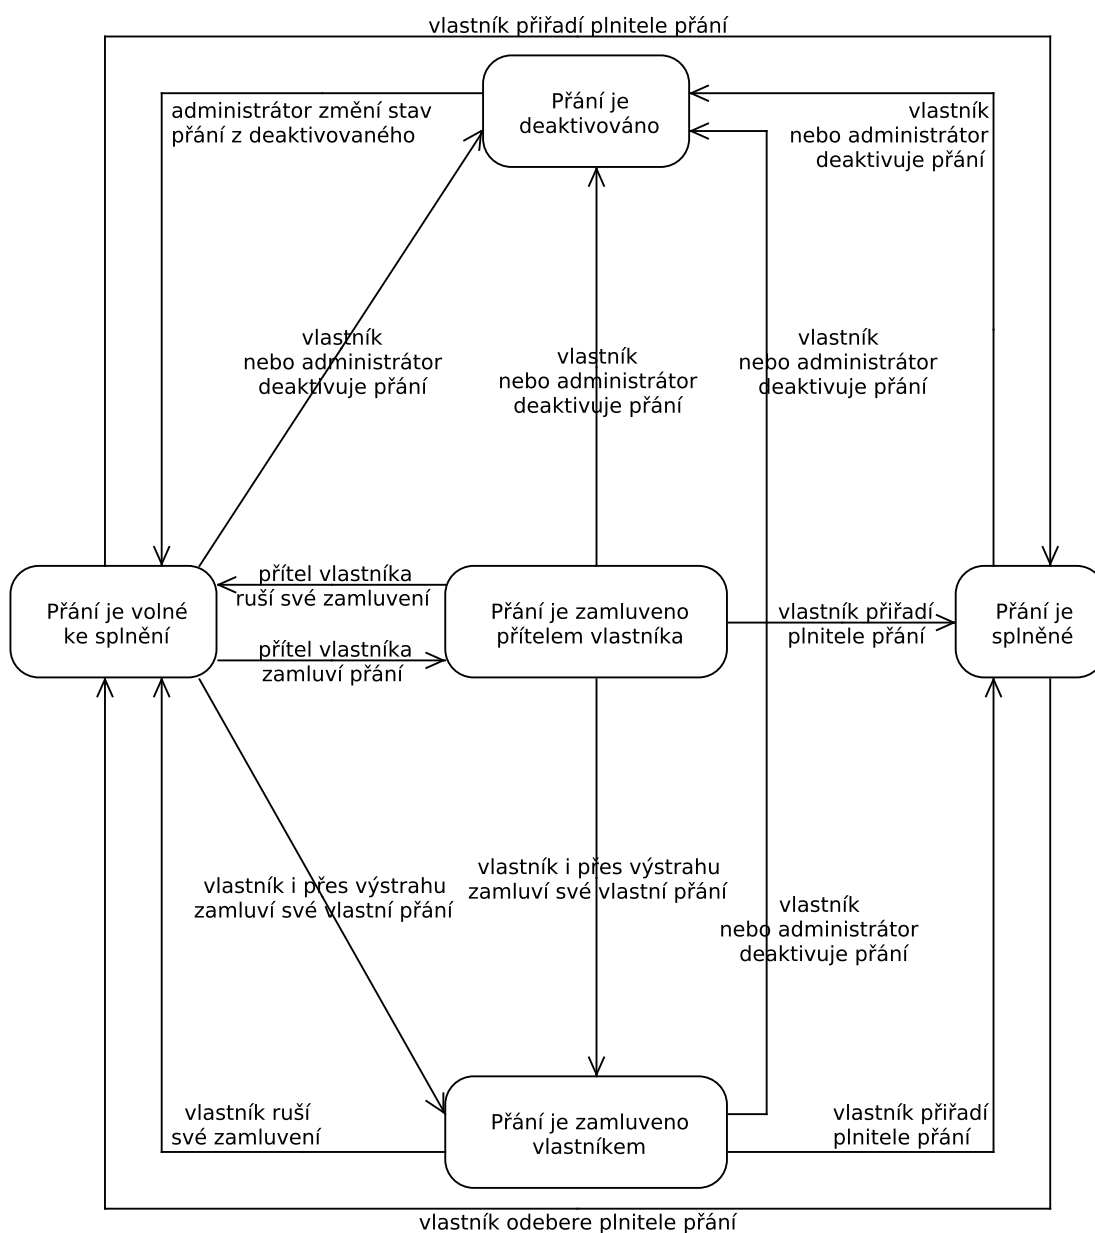 vlastník přiřadí plnitele přání
Přání je
deaktivováno
administrátor změní stav
přání z deaktivovaného
vlastník
nebo administrátor
deaktivuje přání
vlastník
nebo administrátor
deaktivuje přání
vlastník
nebo administrátor
deaktivuje přání
vlastník
nebo administrátor
deaktivuje přání
přítel vlastníka
ruší své zamluvení
přítel vlastníka
zamluví přání
Přání je volné
ke splnění
Přání je zamluveno
přítelem vlastníka
vlastník přiřadí
plnitele přání
Přání je
splněné
vlastník i přes výstrahu
zamluví své vlastní přání
vlastník i přes výstrahu
zamluví své vlastní přání
vlastník
nebo administrátor
deaktivuje přání
vlastník ruší
své zamluvení
Přání je zamluveno
vlastníkem
vlastník přiřadí
plnitele přání
vlastník odebere plnitele přání